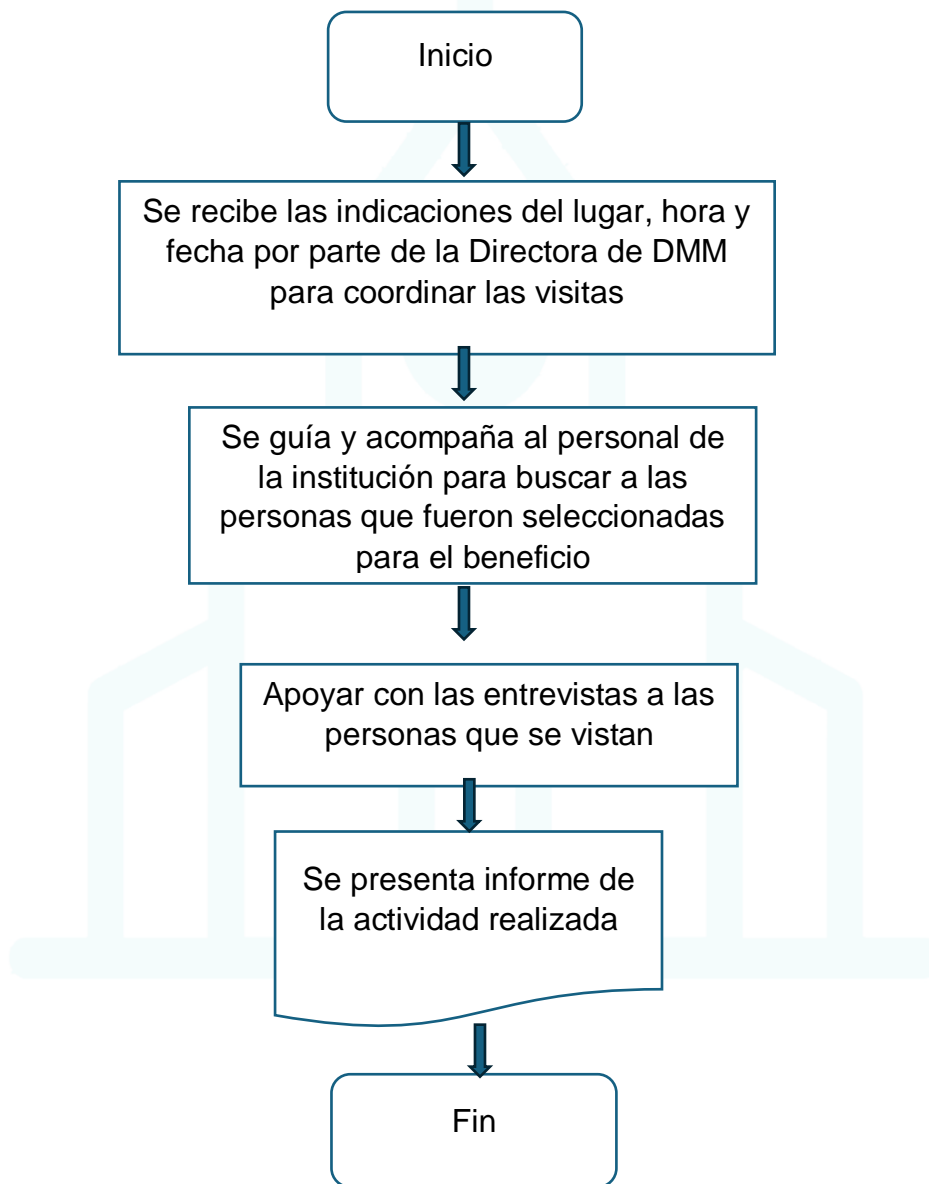 Inicio
Se recibe las indicaciones del lugar, hora y
fecha por parte de la Directora de DMM
para coordinar las visitas
Se guía y acompaña al personal de
la institución para buscar a las
personas que fueron seleccionadas
para el beneficio
Apoyar con las entrevistas a las
personas que se vistan
Se presenta informe de
la actividad realizada
Fin